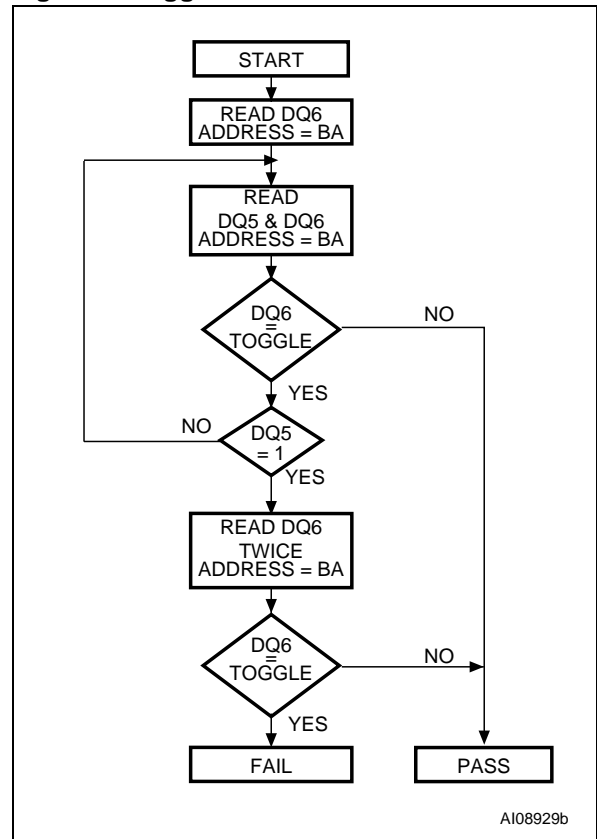 START
READ DQ6
ADDRESS = BA
READ
DQ5 & DQ6
ADDRESS = BA
DQ6
=
TOGGLE
NO
YES
NO
DQ5
= 1
YES
READ DQ6
TWICE
ADDRESS = BA
DQ6
=
TOGGLE
NO
YES
FAIL
PASS
AI08929b